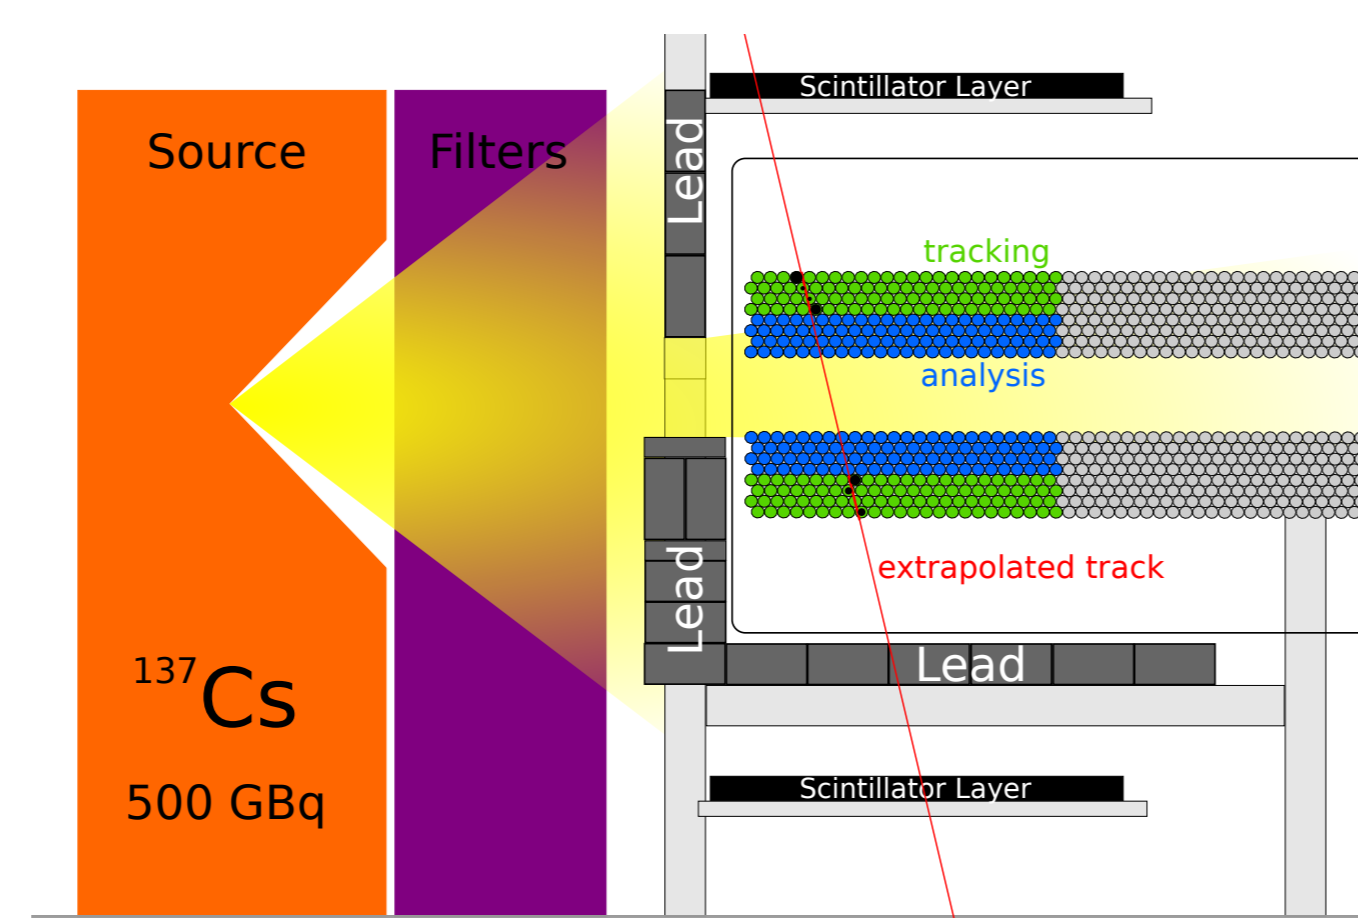 Source
Filters
Lead
Scintillator Layer
tracking
analysis
Lead
extrapolated track
Lead
¹³⁷Cs
500 GBq
Scintillator Layer